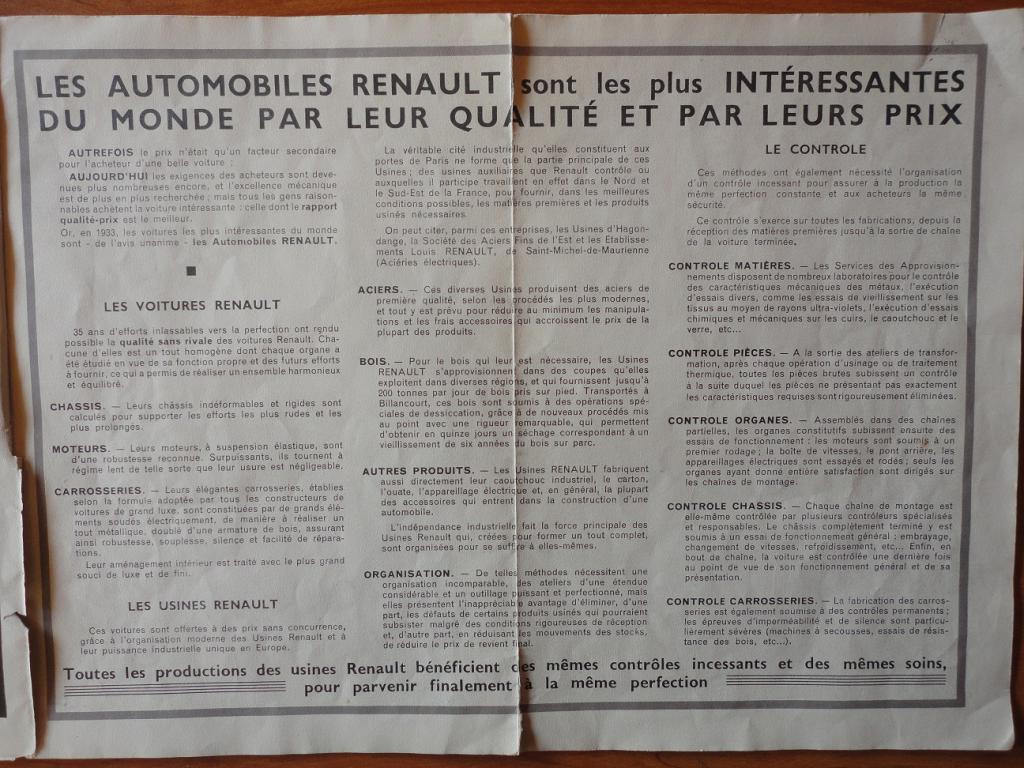 LES AUTOMOBILES RENAULT sont les plus INTÉRESSANTES
DU MONDE PAR LEUR QUALITÉ ET PAR LEURS PRIX
AUTREFOIS le prix n'était qu'un facteur secondaire
pour l'acheteur d'une belle voiture ;
AUJOURD'HUI les exigences des acheteurs sont deve-
nues plus nombreuses encore, et l'excellence mécanique
est de plus en plus recherchée ; mais tous les gens raison-
nables achètent la voiture intéressante : celle dont le rapport
qualité-prix est le meilleur.
Or, en 1933, les voitures les plus intéressantes du monde
sont - de l'avis unanime - les Automobiles RENAULT.
LES VOITURES RENAULT
35 ans d'efforts inlassables vers la perfection ont rendu
possible la qualité sans rivale des voitures Renault. Cha-
cune d'elles est un tout homogène dont chaque organe a
été étudié en vue de sa fonction propre et des futurs efforts
à fournir, ce qui a permis de réaliser un ensemble harmonieux
et équilibré.
CHASSIS. — Leurs châssis indéformables et rigides sont
calculés pour supporter les efforts les plus rudes et les
plus prolongés.
MOTEURS. — Leurs moteurs, à suspension élastique, sont
d'une robustesse reconnue. Surpuissants, ils tournent à
régime lent de telle sorte que leur usure est négligeable.
CARROSSERIES. — Leurs élégantes carrosseries, établies
selon la formule adoptée par tous les constructeurs de
voitures de grand luxe, sont constituées par de grands élé-
ments soudés électriquement, de manière à réaliser un
tout métallique, doublé d'une armature de bois, assurant
ainsi robustesse, souplesse, silence et facilité de répara-
tions.
Leur aménagement intérieur est traité avec le plus grand
souci de luxe et de fini.
LES USINES RENAULT
Ces voitures sont offertes à des prix sans concurrence,
grâce à l'organisation moderne des Usines Renault et à
leur puissance industrielle unique en Europe.
La véritable cité industrielle qu'elles constituent aux
portes de Paris ne forme que la partie principale de ces
Usines ; des usines auxiliaires que Renault contrôle ou
auxquelles il participe travaillent en effet dans le Nord et
le Sud-Est de la France, pour fournir, dans les meilleures
conditions possibles, les matières premières et les produits
usinés nécessaires.
On peut citer, parmi ces entreprises, les Usines d'Hagon-
dange, la Société des Aciers Fins de l'Est et les Etablisse-
ments Louis RENAULT, de Saint-Michel-de-Maurienne
(Aciéries électriques).
ACIERS. — Ces diverses Usines produisent des aciers de
première qualité, selon les procédés les plus modernes,
et tout y est prévu pour réduire au minimum les manipula-
tions et les frais accessoires qui accroissent le prix de la
plupart des produits.
BOIS. — Pour le bois qui leur est nécessaire, les Usines
RENAULT s'approvisionnent dans des coupes qu'elles
exploitent dans diverses régions, et qui fournissent jusqu'à
200 tonnes par jour de bois pris sur pied. Transportés à
Billancourt, ces bois sont soumis à des opérations spé-
ciales de dessiccation, grâce à de nouveaux procédés mis
au point avec une rigueur remarquable, qui permettent
d'obtenir en quinze jours un séchage correspondant à un
vieillissement de six années du bois sur parc.
AUTRES PRODUITS. — Les Usines RENAULT fabriquent
aussi directement leur caoutchouc industriel, le carton,
l'ouate, l'appareillage électrique et, en général, la plupart
des accessoires qui entrent dans la construction d'une
automobile.
L'indépendance industrielle fait la force principale des
Usines Renault qui, créées pour former un tout complet,
sont organisées pour se suffire à elles-mêmes.
ORGANISATION. — De telles méthodes nécessitent une
organisation incomparable, des ateliers d'une étendue
considérable et un outillage puissant et perfectionné, mais
elles présentent l'inappréciable avantage d'éliminer, d'une
part, les défauts de certains produits usinés qui pourraient
subsister malgré des conditions rigoureuses de réception
et, d'autre part, en réduisant les mouvements des stocks,
de réduire le prix de revient final.
LE CONTROLE
Ces méthodes ont également nécessité l'organisation
d'un contrôle incessant pour assurer à la production la
même perfection constante et aux acheteurs la même
sécurité.
Ce contrôle s'exerce sur toutes les fabrications, depuis la
réception des matières premières jusqu'à la sortie de chaîne
de la voiture terminée.
CONTROLE MATIÈRES. — Les Services des Approvision-
nements disposent de nombreux laboratoires pour le contrôle
des caractéristiques mécaniques des métaux, l'exécution
d'essais divers, comme les essais de vieillissement sur les
tissus au moyen de rayons ultra-violets, l'exécution d'essais
chimiques et mécaniques sur les cuirs, le caoutchouc et le
verre, etc...
CONTROLE PIÈCES. — A la sortie des ateliers de transfor-
mation, après chaque opération d'usinage ou de traitement
thermique, toutes les pièces brutes subissent un contrôle
à la suite duquel les pièces ne présentant pas exactement
les caractéristiques requises sont rigoureusement éliminées.
CONTROLE ORGANES. — Assemblés dans des chaînes
partielles, les organes constitutifs subissent ensuite des
essais de fonctionnement : les moteurs sont soumis à un
premier rodage ; la boîte de vitesses, le pont arrière, les
appareillages électriques sont essayés et rodés ; seuls les
organes ayant donné entière satisfaction sont dirigés sur
les chaînes de montage.
CONTROLE CHASSIS. — Chaque chaîne de montage est
elle-même contrôlée par plusieurs contrôleurs spécialisés
et responsables. Le châssis complètement terminé y est
soumis à un essai de fonctionnement général ; embrayage,
changement de vitesses, refroidissement, etc... Enfin, en
bout de chaîne, la voiture est contrôlée une dernière fois
au point de vue de son fonctionnement général et de sa
présentation.
CONTROLE CARROSSERIES. — La fabrication des carros-
series est également soumise à des contrôles permanents ;
les épreuves d'imperméabilité et de silence sont particu-
lièrement sévères (machines à secousses, essais de résis-
tance des bois, etc...).
Toutes les productions des usines Renault bénéficient des mêmes contrôles incessants et des mêmes soins,
pour parvenir finalement à la même perfection